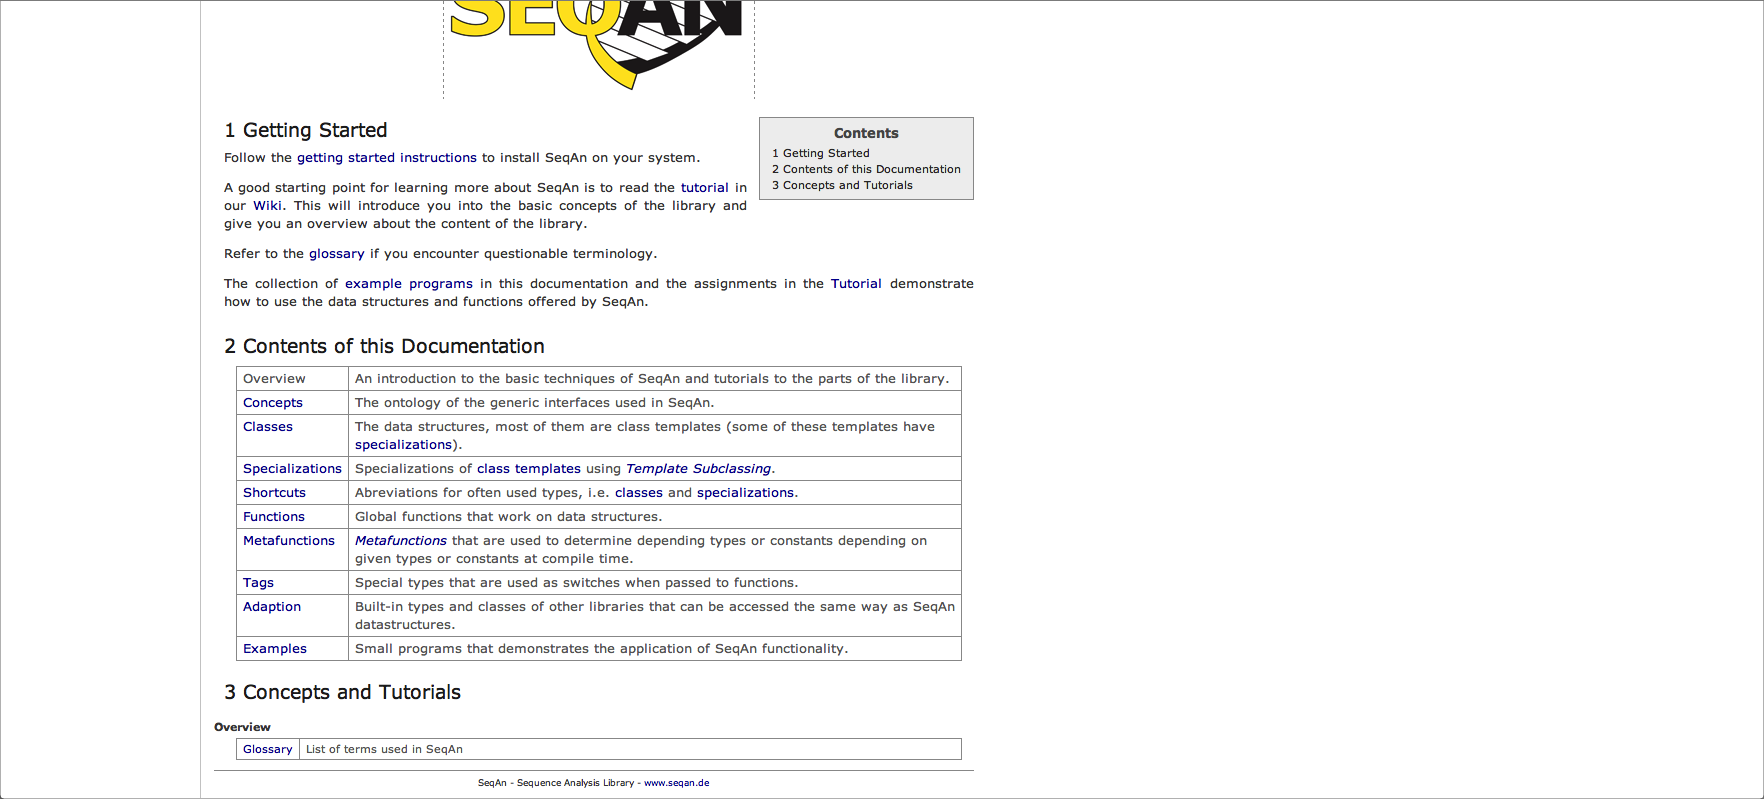 SEQAN
1 Getting Started
Follow the getting started instructions to install SeqAn on your system.
A good starting point for learning more about SeqAn is to read the tutorial in
our Wiki. This will introduce you into the basic concepts of the library and
give you an overview about the content of the library.
Refer to the glossary if you encounter questionable terminology.
The collection of example programs in this documentation and the assignments in the Tutorial demonstrate
how to use the data structures and functions offered by SeqAn.
Contents
1 Getting Started
2 Contents of this Documentation
3 Concepts and Tutorials
2 Contents of this Documentation
Overview An introduction to the basic techniques of SeqAn and tutorials to the parts of the library.
Concepts The ontology of the generic interfaces used in SeqAn.
Classes The data structures, most of them are class templates (some of these templates have
specializations).
Specializations Specializations of class templates using Template Subclassing.
Shortcuts Abreviations for often used types, i.e. classes and specializations.
Functions Global functions that work on data structures.
Metafunctions Metafunctions that are used to determine depending types or constants depending on
given types or constants at compile time.
Tags Special types that are used as switches when passed to functions.
Adaption Built-in types and classes of other libraries that can be accessed the same way as SeqAn
datastructures.
Examples Small programs that demonstrates the application of SeqAn functionality.
3 Concepts and Tutorials
Overview
Glossary List of terms used in SeqAn
SeqAn - Sequence Analysis Library - www.seqan.de